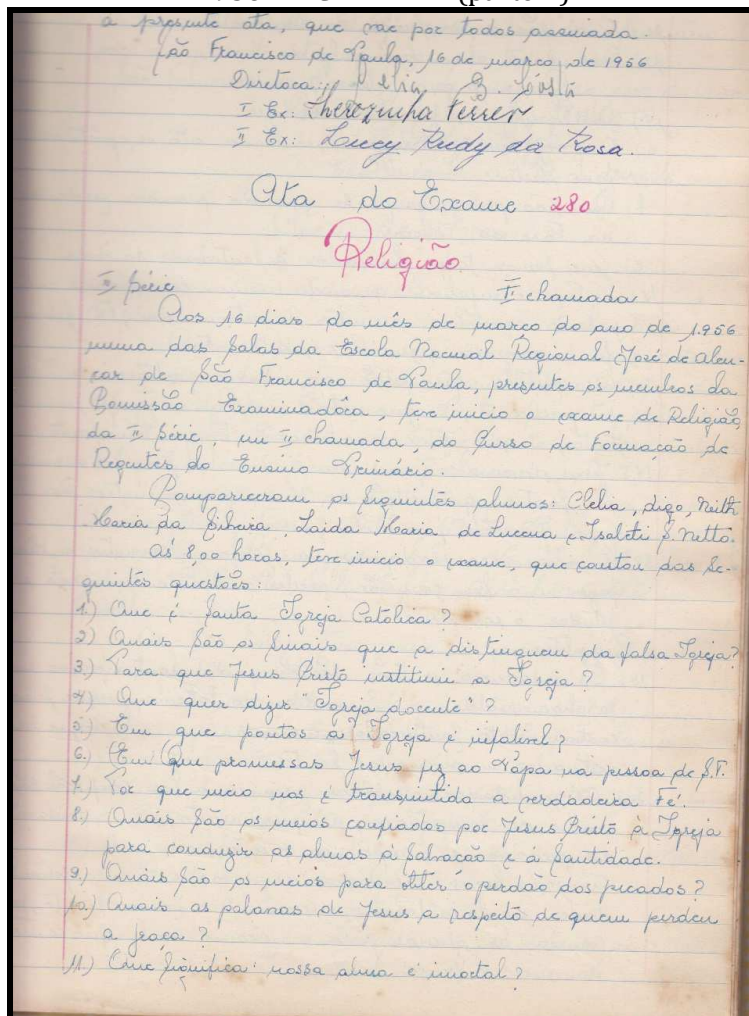 a presente ata, que vae por todos assinada.
São Francisco de Paula, 16 de março de 1956
Diretora:
I Ex: Therezinha Ferrer
II Ex: Lucy Rudy da Rosa.
Ata do Exame 280
Religião
II Série II chamada
Aos 16 dias do mês de março do ano de 1.956
numa das salas da Escola Normal Regional José de Alen-
car de São Francisco de Paula, presentes os membros da
Comissão Examinadôra, teve inicio o exame de Religião,
da II Série, em II chamada, do Curso de Formação de
Regentes do Ensino Primário.
Compareceram os seguintes alunos: Clelia, digo, Neith
Maria da Silveira, Laida Maria de Lucena e Isaleti S. Netto.
Às 8,00 horas, teve inicio o exame, que constou das se-
guintes questões:
1.) Que é Santa Igreja Católica?
2) Quais são os sinais que a distinguem da falsa Igreja?
3.) Para que Jesus Cristo instituiu a Igreja?
4) Que quer dizer "Igreja docente"?
5) Em que pontos a Igreja é infalivel?
6.) (Em) Que promessas Jesus fez ao Papa na pessoa de S.P.
7.) Por que meio nos é transmitida a verdadeira Fé.
8.) Quais são os meios confiados por Jesus Cristo à Igreja
para conduzir as almas à salvação e à santidade.
9.) Quais são os meios para obter o perdão dos pecados?
10.) Quais as palavras de Jesus a respeito de quem perdeu
a graça?
11.) Que significa: nossa alma é imortal?